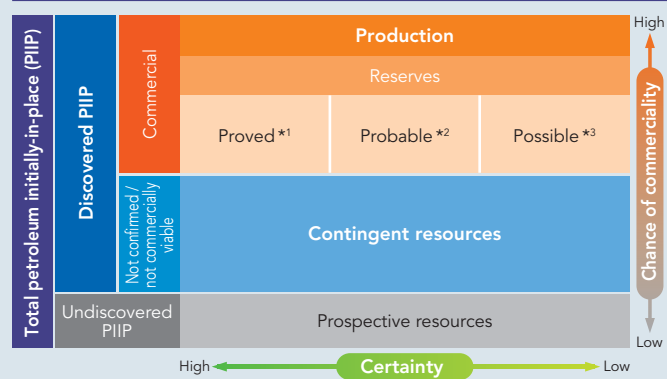 Total petroleum initially-in-place (PIIP)
Discovered PIIP
Commercial
Production
Reserves
Proved *1
Probable *2
Possible *3
Not confirmed /
not commercially
viable
Contingent resources
Undiscovered
PIIP
Prospective resources
High
Chance of commerciality
Low
High
Certainty
Low